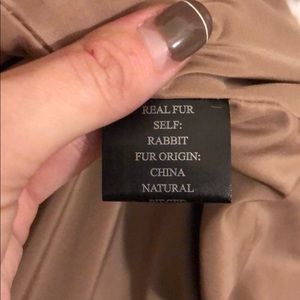 REAL FUR
SELF:
RABBIT
FUR ORIGIN:
CHINA
NATURAL